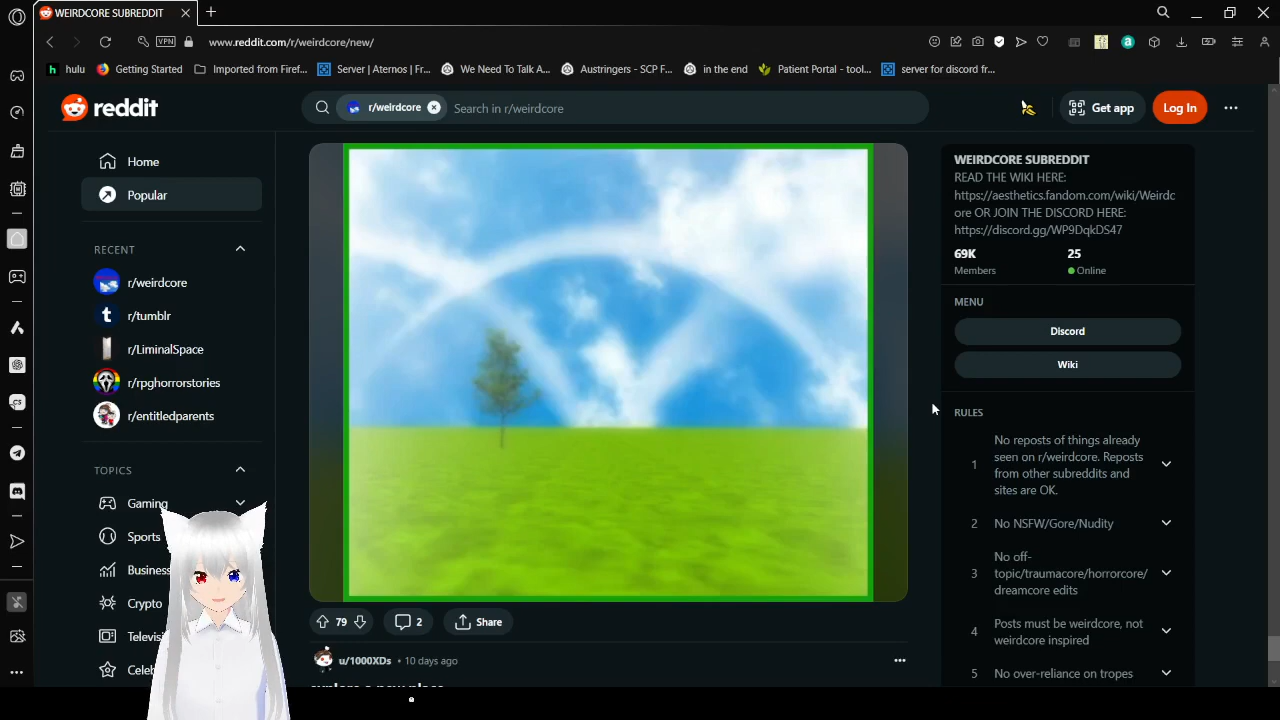 WEIRDCORE SUBREDDIT
VPN
www.reddit.com/r/weirdcore/new/
hulu
Getting Started
Imported from Firef...
Server | Aternos | Fr...
We Need To Talk A...
Austringers - SCP F...
in the end
Patient Portal - tool...
server for discord fr...
reddit
r/weirdcore
Search in r/weirdcore
Get app
Log In
Home
Popular
RECENT
r/weirdcore
r/tumblr
r/LiminalSpace
r/rpghorrorstories
r/entitledparents
TOPICS
Gaming
Sports
Business
Crypto
Televisi
Celeb
79
2
Share
u/1000XDs • 10 days ago
WEIRDCORE SUBREDDIT
READ THE WIKI HERE:
https://aesthetics.fandom.com/wiki/Weirdc
ore OR JOIN THE DISCORD HERE:
https://discord.gg/WP9DqkDS47
69K
Members
25
Online
MENU
Discord
Wiki
RULES
1
No reposts of things already
seen on r/weirdcore. Reposts
from other subreddits and
sites are OK.
2
No NSFW/Gore/Nudity
3
No off-
topic/traumacore/horrorcore/
dreamcore edits
4
Posts must be weirdcore, not
weirdcore inspired
5
No over-reliance on tropes